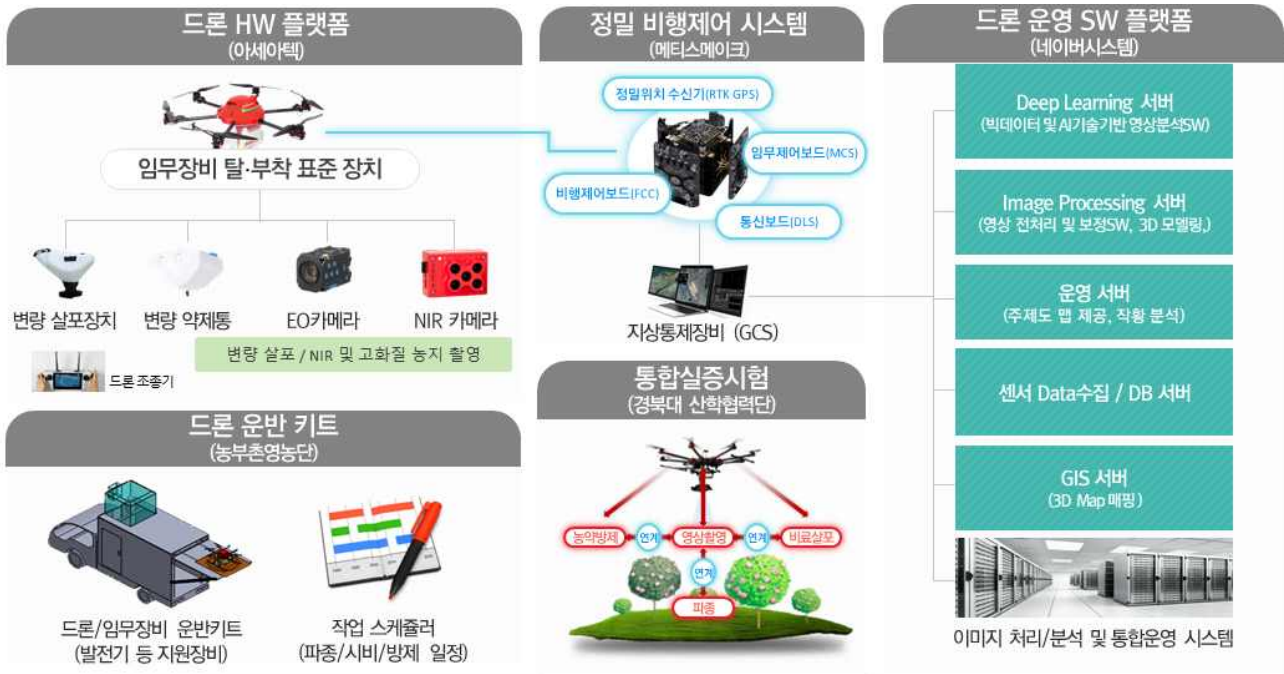 드론 HW 플랫폼
(아세아텍)
임무장비 탈·부착 표준 장치
변량 살포장치
변량 약제통
EO카메라
NIR 카메라
변량 살포 / NIR 및 고화질 농지 촬영
드론 조종기
드론 운반 키트
(농부촌영농단)
드론/임무장비 운반키트
(발전기 등 지원장비)
작업 스케쥴러
(파종/시비/방제 일정)
정밀 비행제어 시스템
(메티스메이크)
정밀위치 수신기(RTK GPS)
임무제어보드(MCS)
비행제어보드(FCC)
통신보드(DLS)
지상통제장비 (GCS)
통합실증시험
(경북대 산학협력단)
농약방제
연계
영상촬영
연계
비료살포
연계
파종
드론 운영 SW 플랫폼
(네이버시스템)
Deep Learning 서버
(빅데이터 및 AI기술기반 영상분석SW)
Image Processing 서버
(영상 전처리 및 보정SW, 3D 모델링,)
운영 서버
(주제도 맵 제공, 작황 분석)
센서 Data수집 / DB 서버
GIS 서버
(3D Map 매핑)
이미지 처리/분석 및 통합운영 시스템